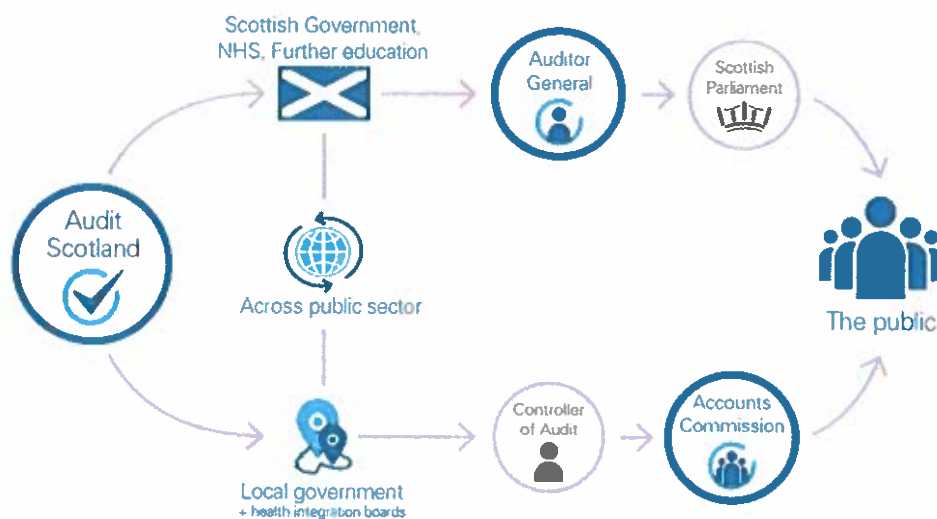 Scottish Government,
NHS, Further education
Auditor
General
Scottish
Parliament
Audit
Scotland
Across public sector
The public
Controller
of Audit
Accounts
Commission
Local government
+ health integration boards